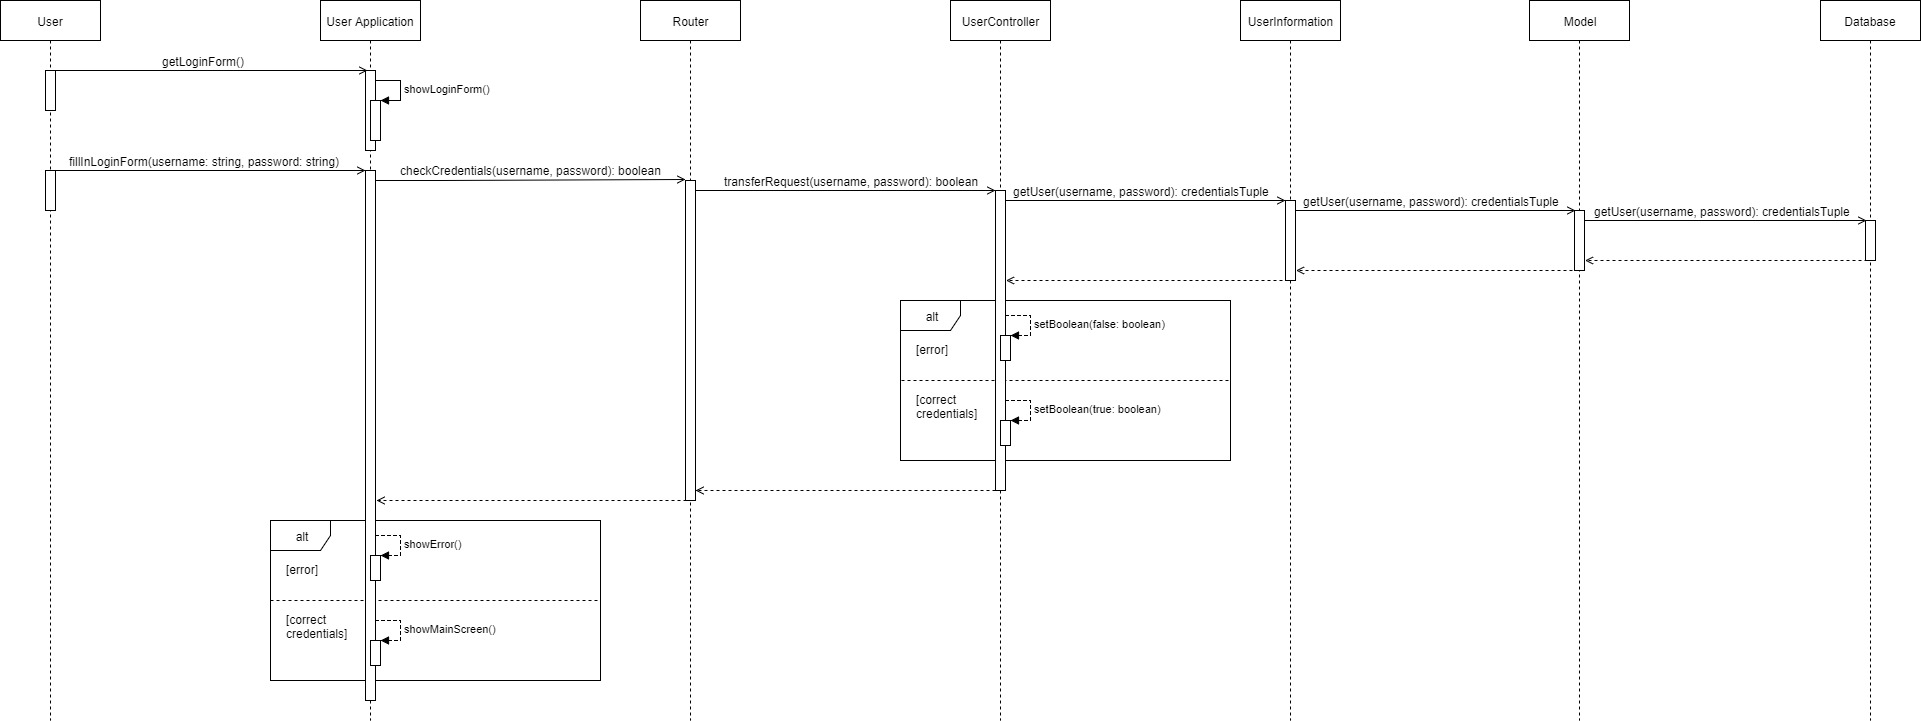 User
User Application
Router
UserController
UserInformation
Model
Database
getLoginForm()
showLoginForm()
fillInLoginForm(username: string, password: string)
checkCredentials(username, password): boolean
transferRequest(username, password): boolean
getUser(username, password): credentialsTuple
getUser(username, password): credentialsTuple
getUser(username, password): credentialsTuple
alt
setBoolean(false: boolean)
[error]
[correct
credentials]
setBoolean(true: boolean)
alt
showError()
[error]
[correct
credentials]
showMainScreen()